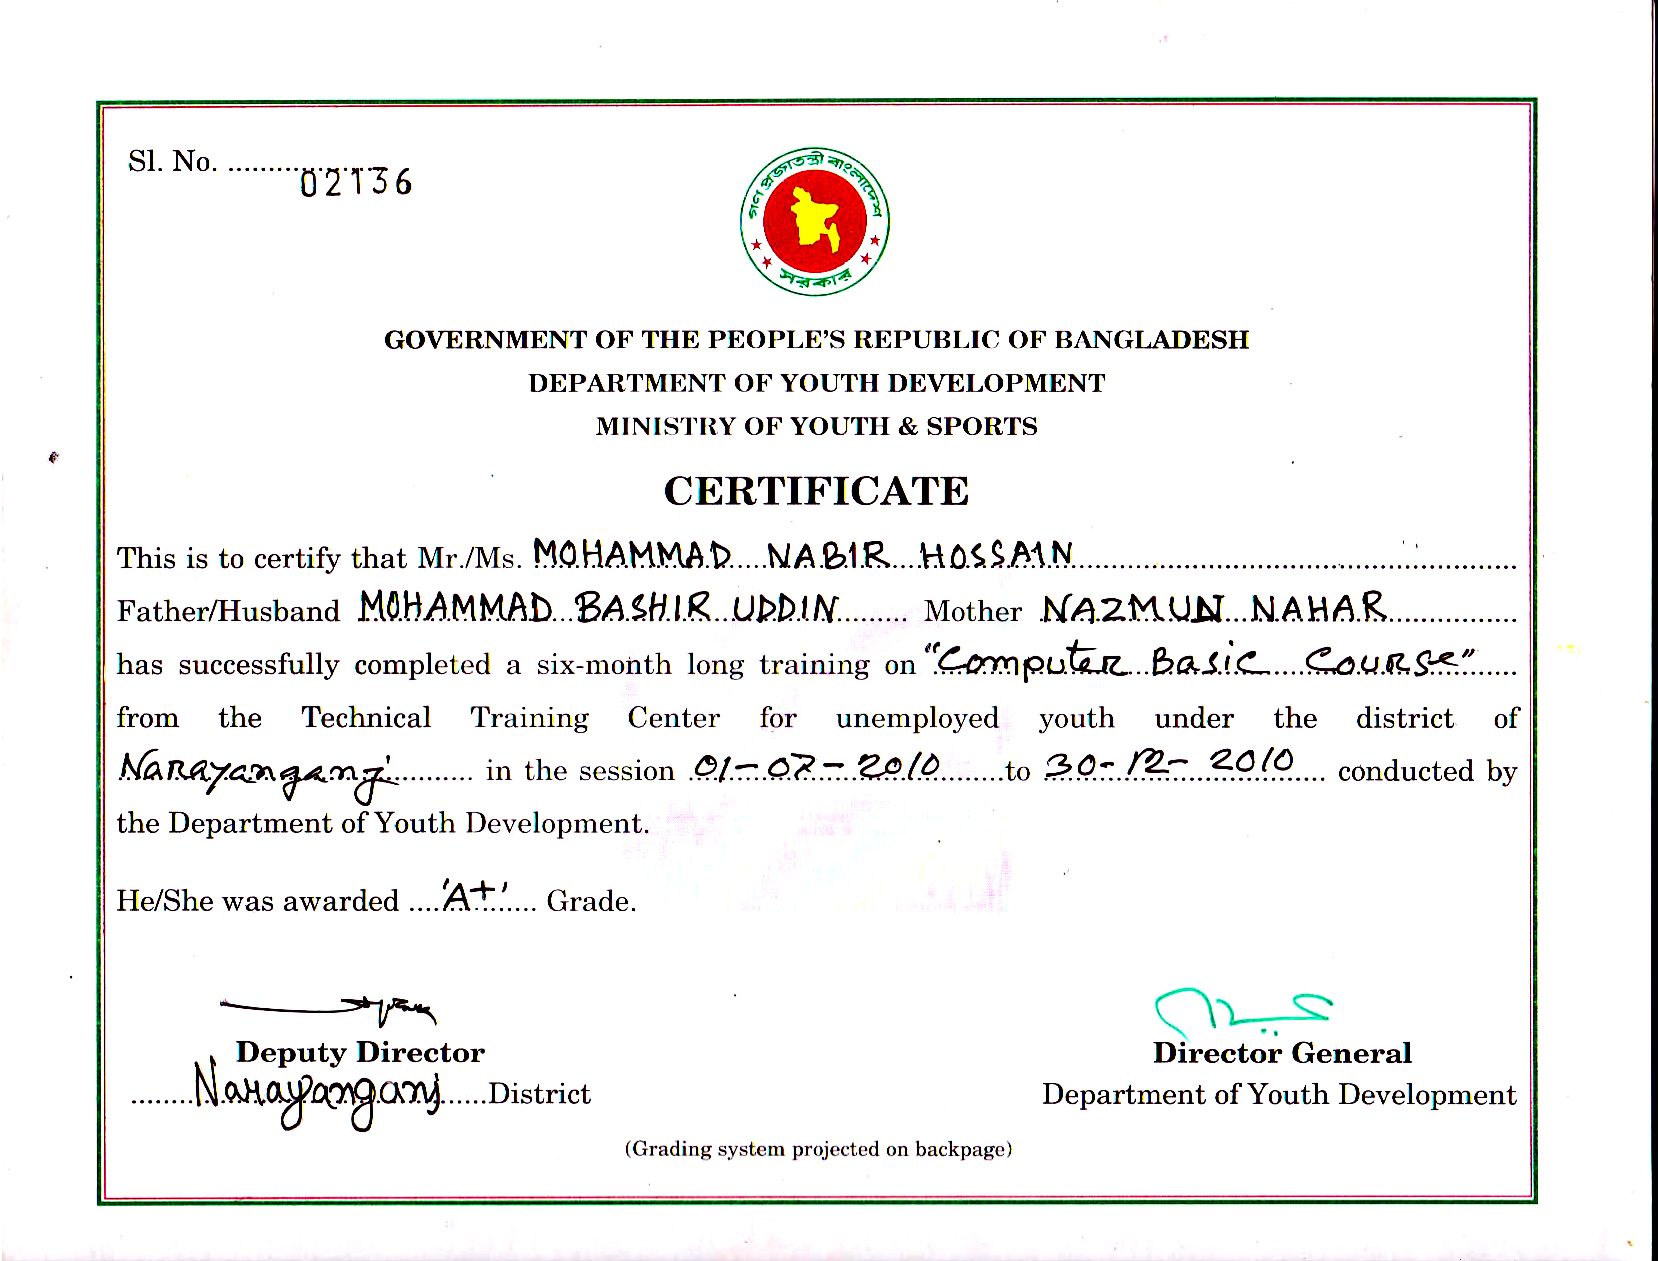 Sl. No. .............. 02136
গণপ্রজাতন্ত্রী বাংলাদেশ
সরকার
GOVERNMENT OF THE PEOPLE'S REPUBLIC OF BANGLADESH
DEPARTMENT OF YOUTH DEVELOPMENT
MINISTRY OF YOUTH & SPORTS
CERTIFICATE
This is to certify that Mr./Ms. MOHAMMAD NABIR HOSSAIN
Father/Husband MOHAMMAD BASHIR UDDIN Mother NAZMUN NAHAR
has successfully completed a six-month long training on "Computer Basic Course"
from the Technical Training Center for unemployed youth under the district of
Narayanganj in the session 01-07-2010 to 30-12-2010 conducted by
the Department of Youth Development.
He/She was awarded 'A+' Grade.
Deputy Director
Narayanganj District
Director General
Department of Youth Development
(Grading system projected on backpage)